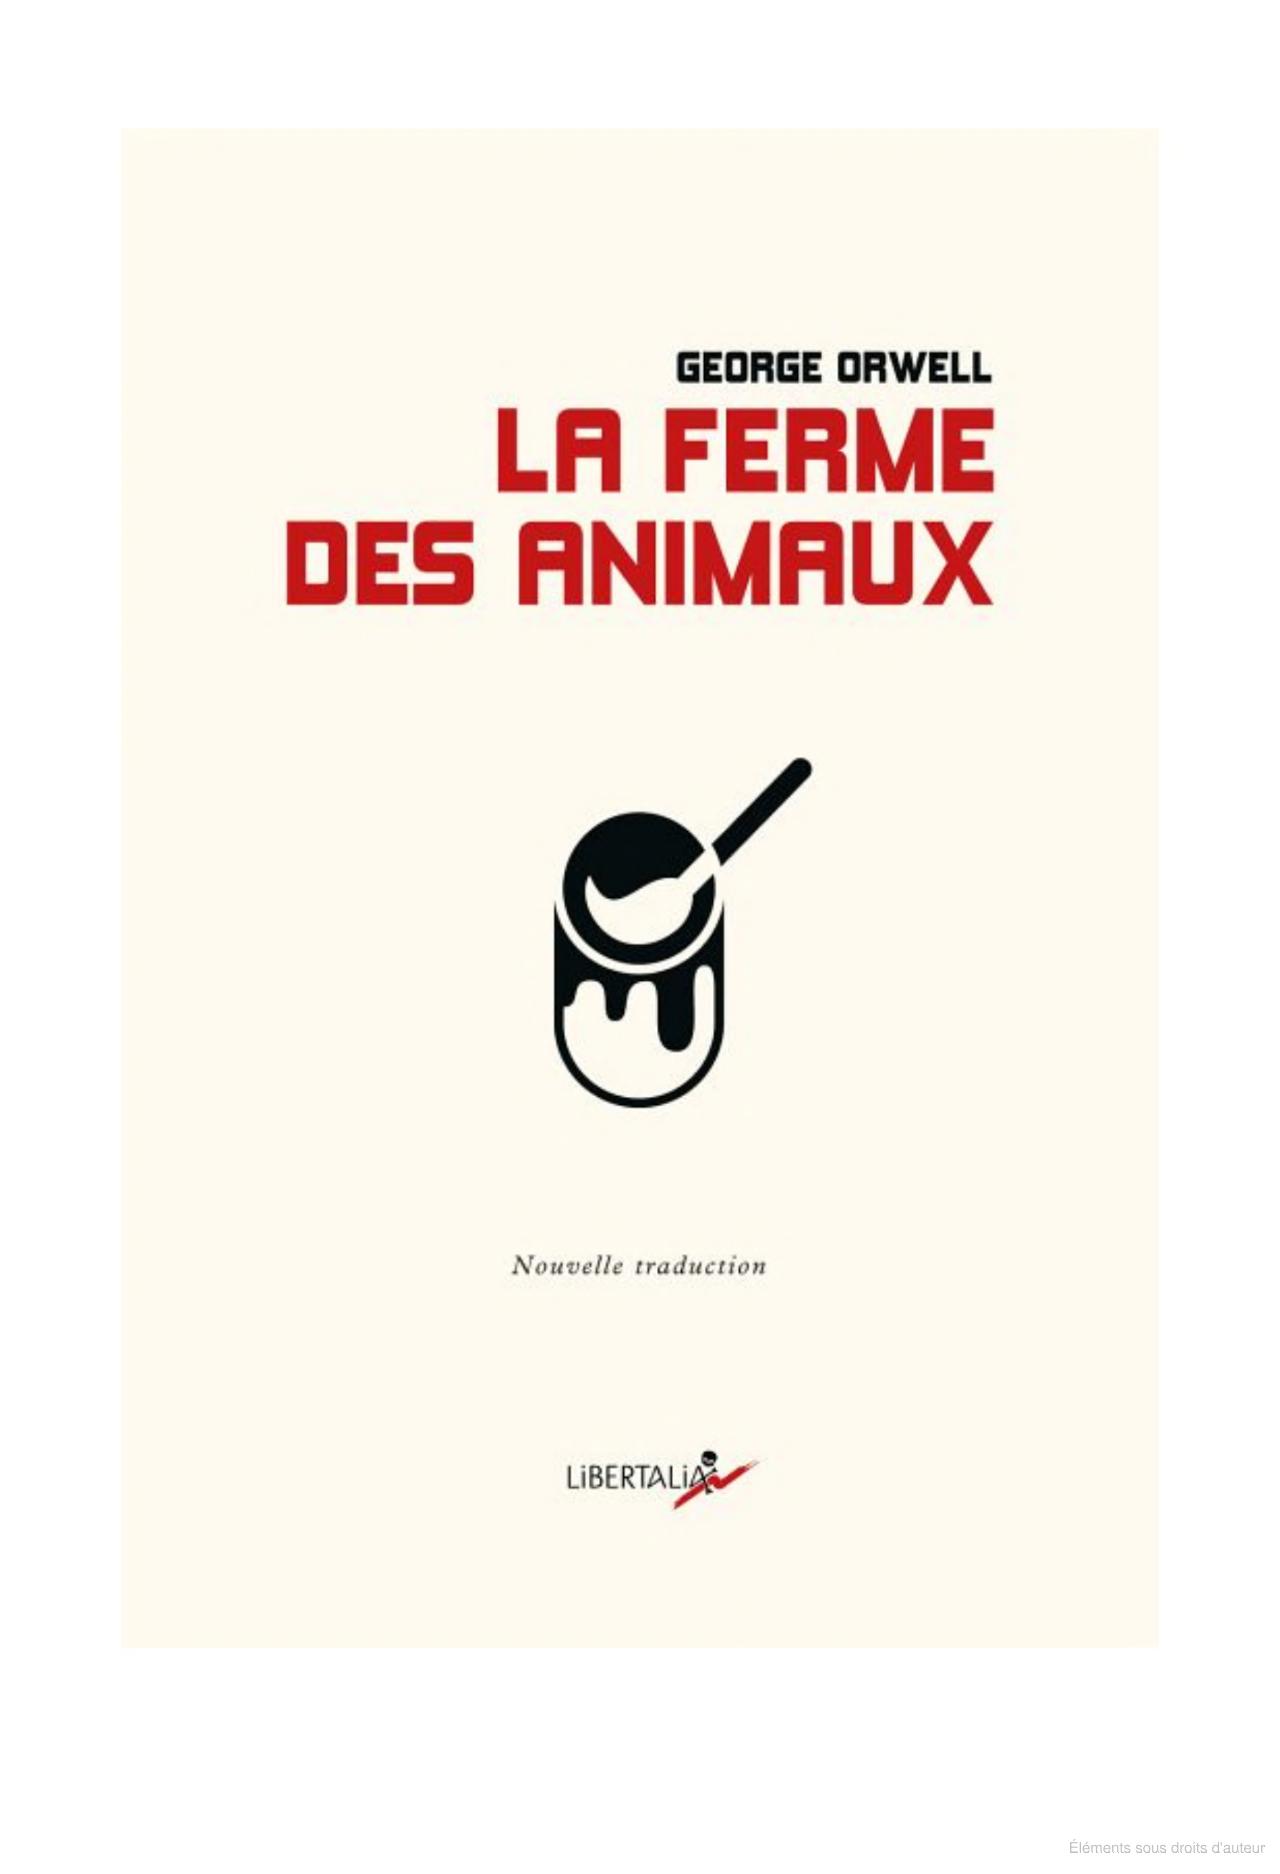 GEORGE ORWELL
LA FERME
DES ANIMAUX
Nouvelle traduction
LiBERTALiA
Éléments sous droits d'auteur